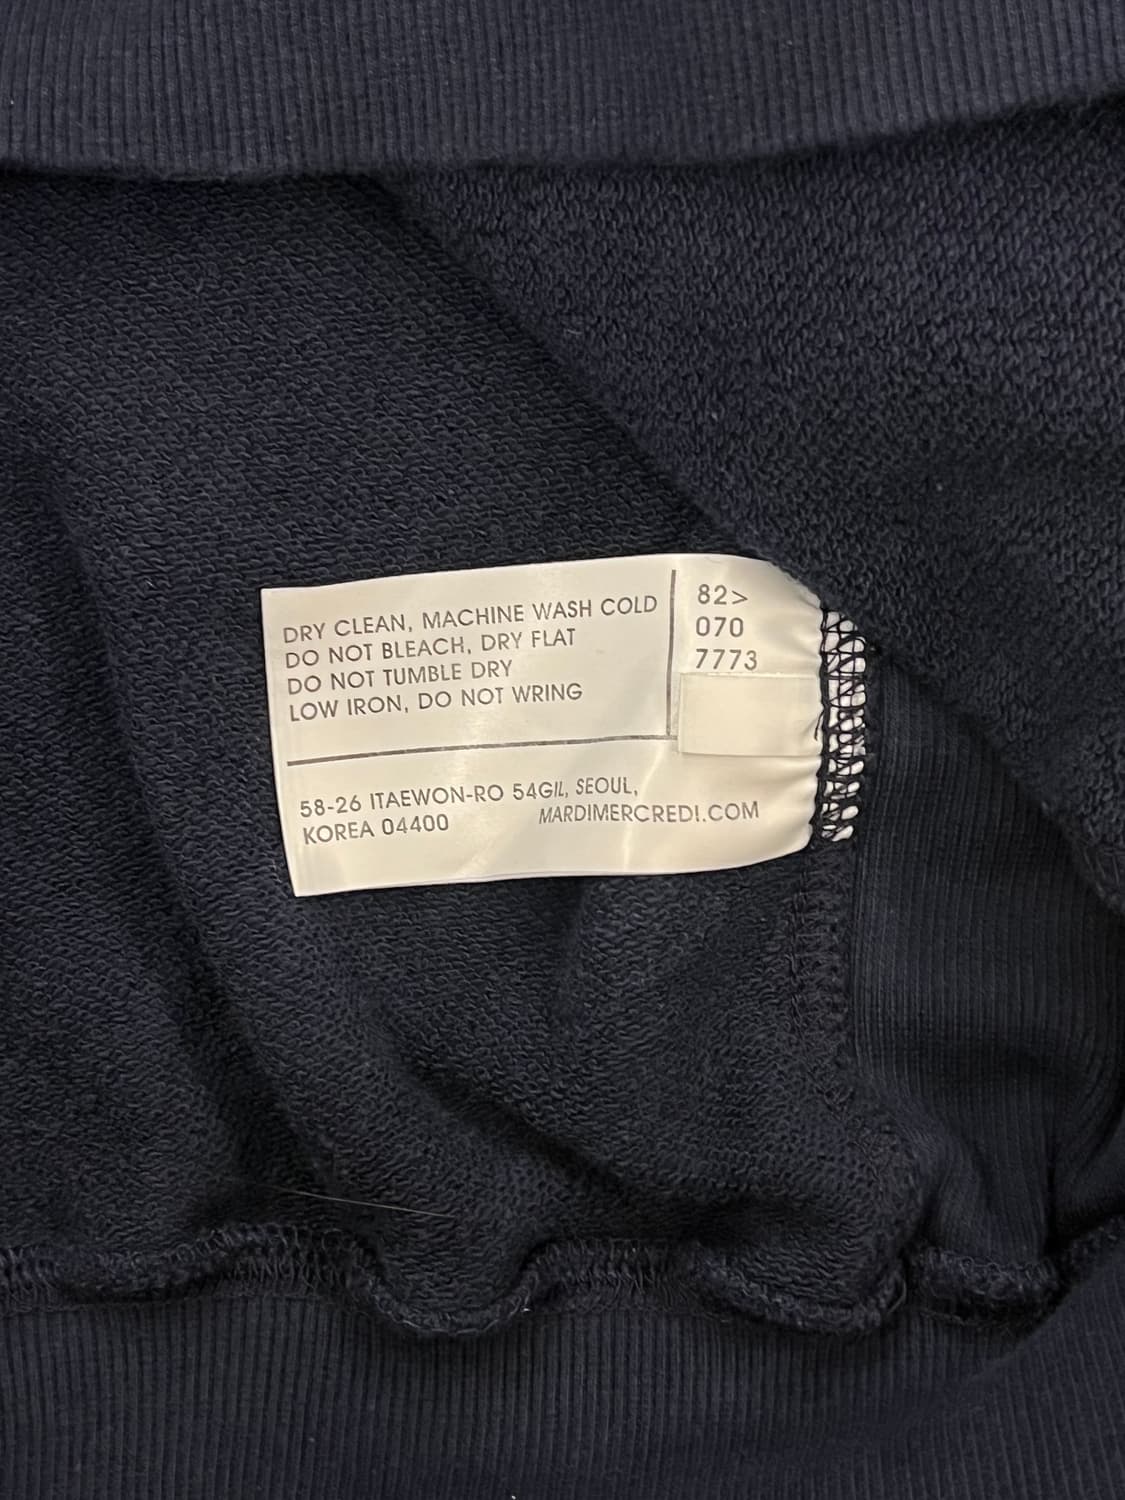 DRY CLEAN, MACHINE WASH COLD
DO NOT BLEACH, DRY FLAT
DO NOT TUMBLE DRY
LOW IRON, DO NOT WRING
82>
070
7773
58-26 ITAEWON-RO 54GIL, SEOUL,
KOREA 04400
MARDIMERCREDI.COM